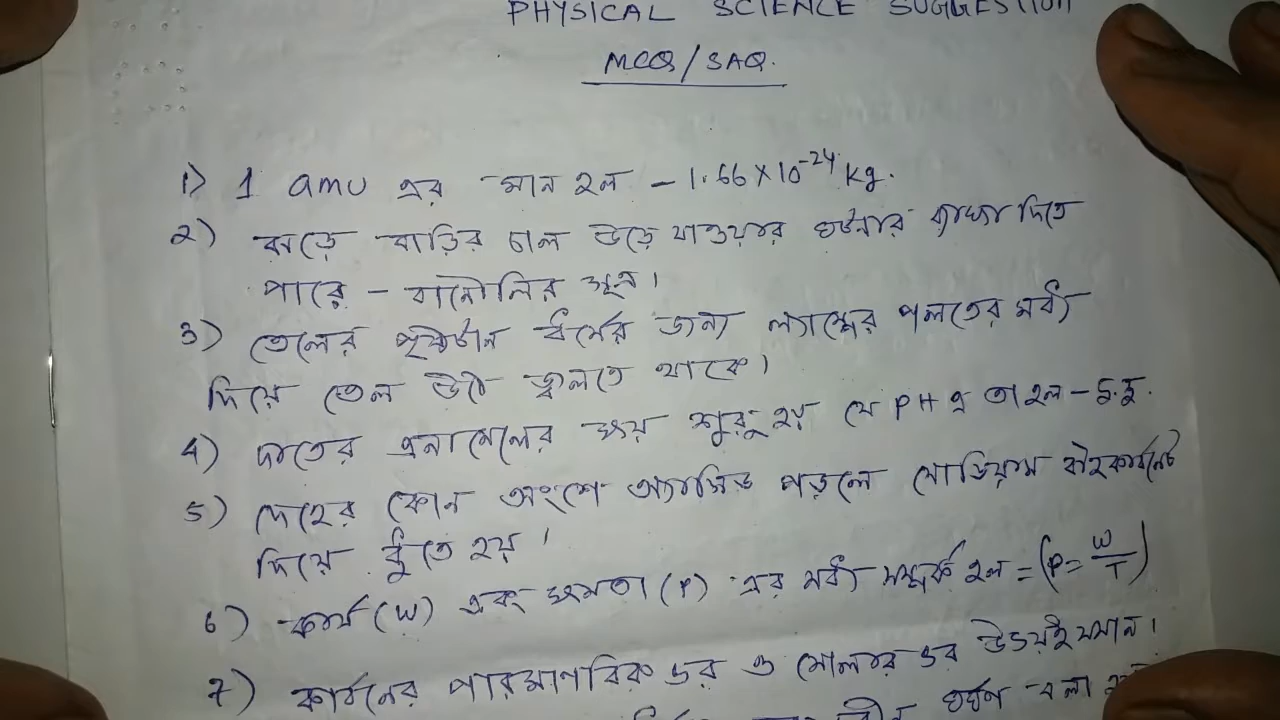 PHYSICAL SCIENCE SUGGESTION
MCQ/SAQ.
1) 1 amu এর মান হল - 1.66 x 10-24 kg.
2) ঝড়ে বাড়ির চাল উড়ে যাওয়ার ঘটনার ব্যাখ্যা দিতে
পারে - বার্নৌলির সূত্র।
3) তেলের পৃষ্ঠটান ধর্মের জন্য ল্যাম্পের পলতের মধ্য
দিয়ে তেল উঠে জ্বলতে থাকে।
4) দাতের এনামেলের ক্ষয় শুরু হয় যে PH এ তা হল - 5.5.
5) দেহের কোন অংশে অ্যাসিড পড়লে সোডিয়াম বাইকার্বনেট
দিয়ে ধুঁতে হয়।
6) কার্য (W) এবং ক্ষমতা (P) এর মধ্য সম্পর্ক হল = (P = W/T)
7) কার্বনের পারমাণবিক ভর ও মোলার ভর উভয়ই সমান।
ঘর্ষণ বলা